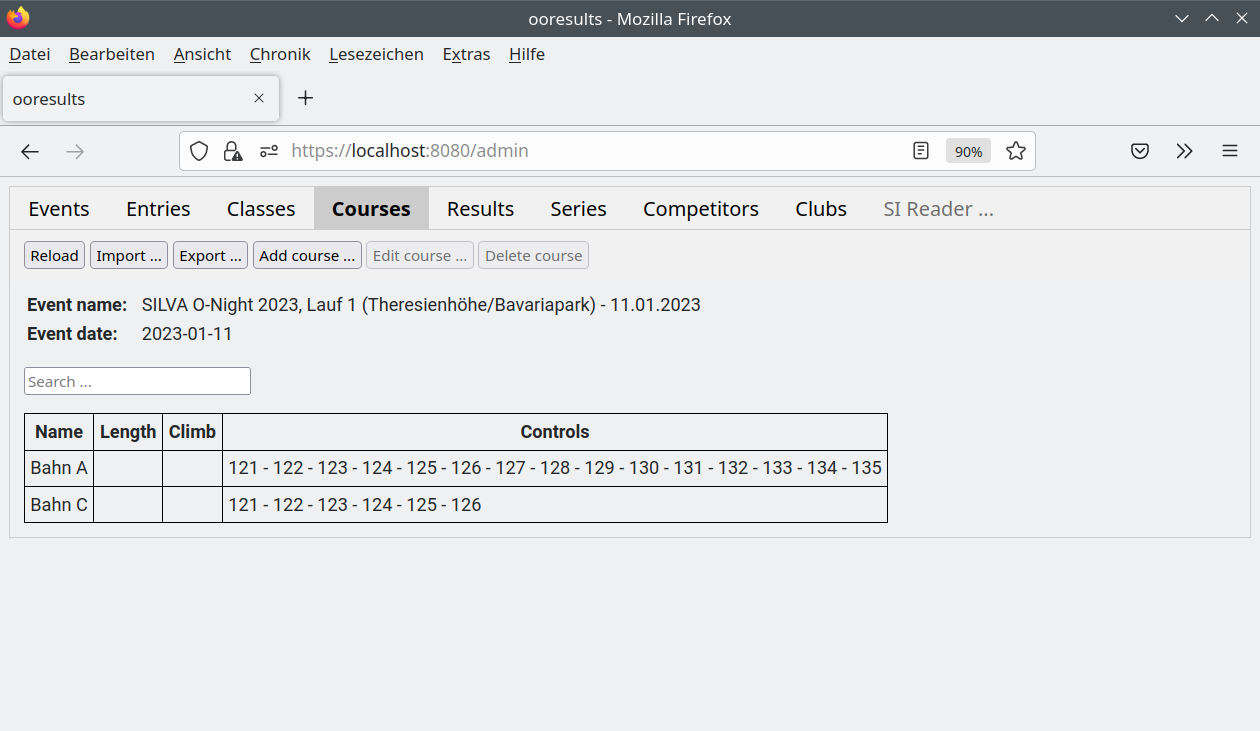 ooresults - Mozilla Firefox
Datei Bearbeiten Ansicht Chronik Lesezeichen Extras Hilfe
ooresults
https://localhost:8080/admin 90%
Events Entries Classes Courses Results Series Competitors Clubs SI Reader ...
Reload Import ... Export ... Add course ... Edit course ... Delete course
Event name: SILVA O-Night 2023, Lauf 1 (Theresienhöhe/Bavariapark) - 11.01.2023
Event date: 2023-01-11
Search ...
Name Length Climb Controls
Bahn A 121 - 122 - 123 - 124 - 125 - 126 - 127 - 128 - 129 - 130 - 131 - 132 - 133 - 134 - 135
Bahn C 121 - 122 - 123 - 124 - 125 - 126